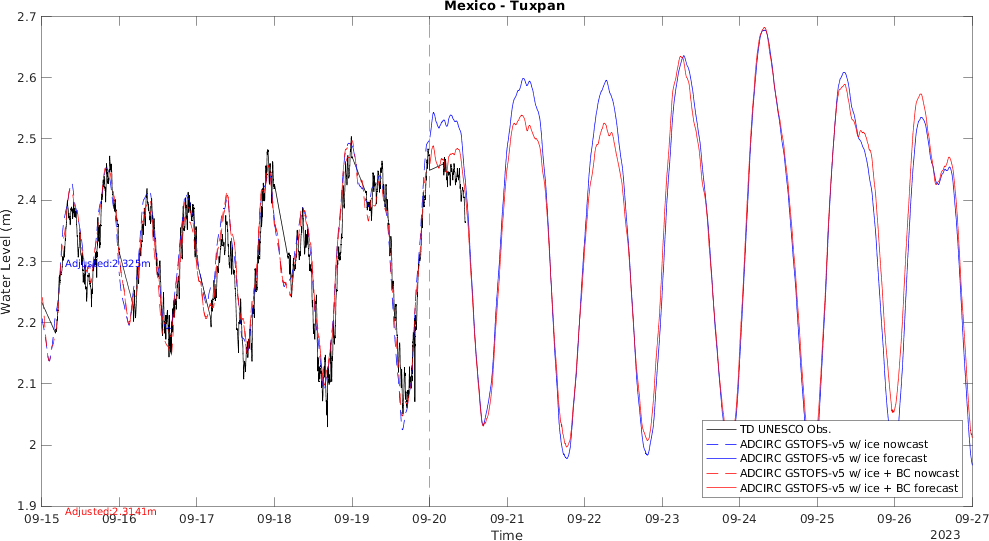 Mexico - Tuxpan
2.7
2.6
2.5
2.4
2.3
2.2
2.1
2
1.9
Water Level (m)
Adjusted:2.325m
Adjusted:2.3141m
TD UNESCO Obs.
ADCIRC GSTOFS-v5 w/ ice nowcast
ADCIRC GSTOFS-v5 w/ ice forecast
ADCIRC GSTOFS-v5 w/ ice + BC nowcast
ADCIRC GSTOFS-v5 w/ ice + BC forecast
09-15 09-16 09-17 09-18 09-19 09-20 09-21 09-22 09-23 09-24 09-25 09-26 09-27
Time
2023